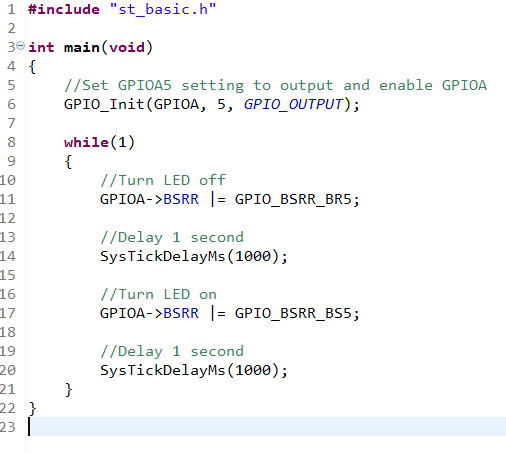 1 #include "st_basic.h"
2
3 int main(void)
4 {
5     //Set GPIOA5 setting to output and enable GPIOA
6     GPIO_Init(GPIOA, 5, GPIO_OUTPUT);
7
8     while(1)
9     {
10         //Turn LED off
11         GPIOA->BSRR |= GPIO_BSRR_BR5;
12
13         //Delay 1 second
14         SysTickDelayMs(1000);
15
16         //Turn LED on
17         GPIOA->BSRR |= GPIO_BSRR_BS5;
18
19         //Delay 1 second
20         SysTickDelayMs(1000);
21     }
22 }
23